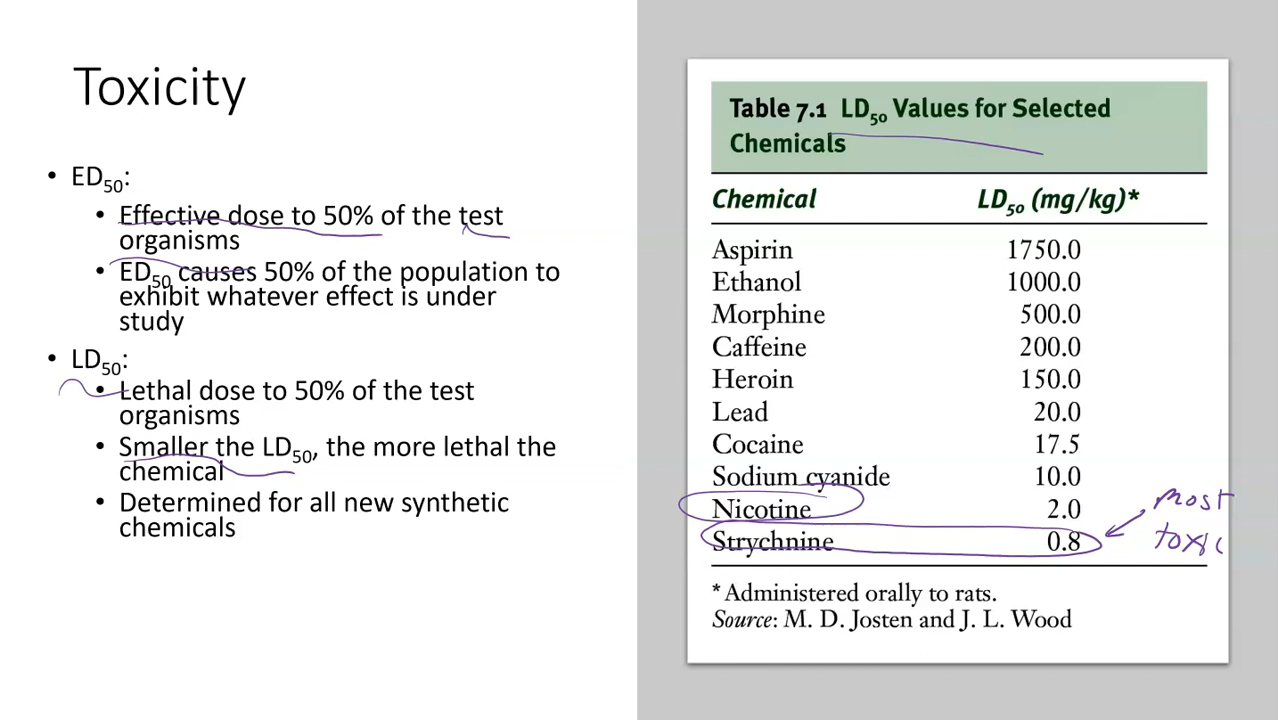 Toxicity
• ED50:
• Effective dose to 50% of the test
organisms
• ED50 causes 50% of the population to
exhibit whatever effect is under
study
• LD50:
• Lethal dose to 50% of the test
organisms
• Smaller the LD50, the more lethal the
chemical
• Determined for all new synthetic
chemicals
Table 7.1 LD50 Values for Selected
Chemicals
Chemical LD50 (mg/kg)*
Aspirin 1750.0
Ethanol 1000.0
Morphine 500.0
Caffeine 200.0
Heroin 150.0
Lead 20.0
Cocaine 17.5
Sodium cyanide 10.0
Nicotine 2.0
Strychnine 0.8
most
toxic
* Administered orally to rats.
Source: M. D. Josten and J. L. Wood